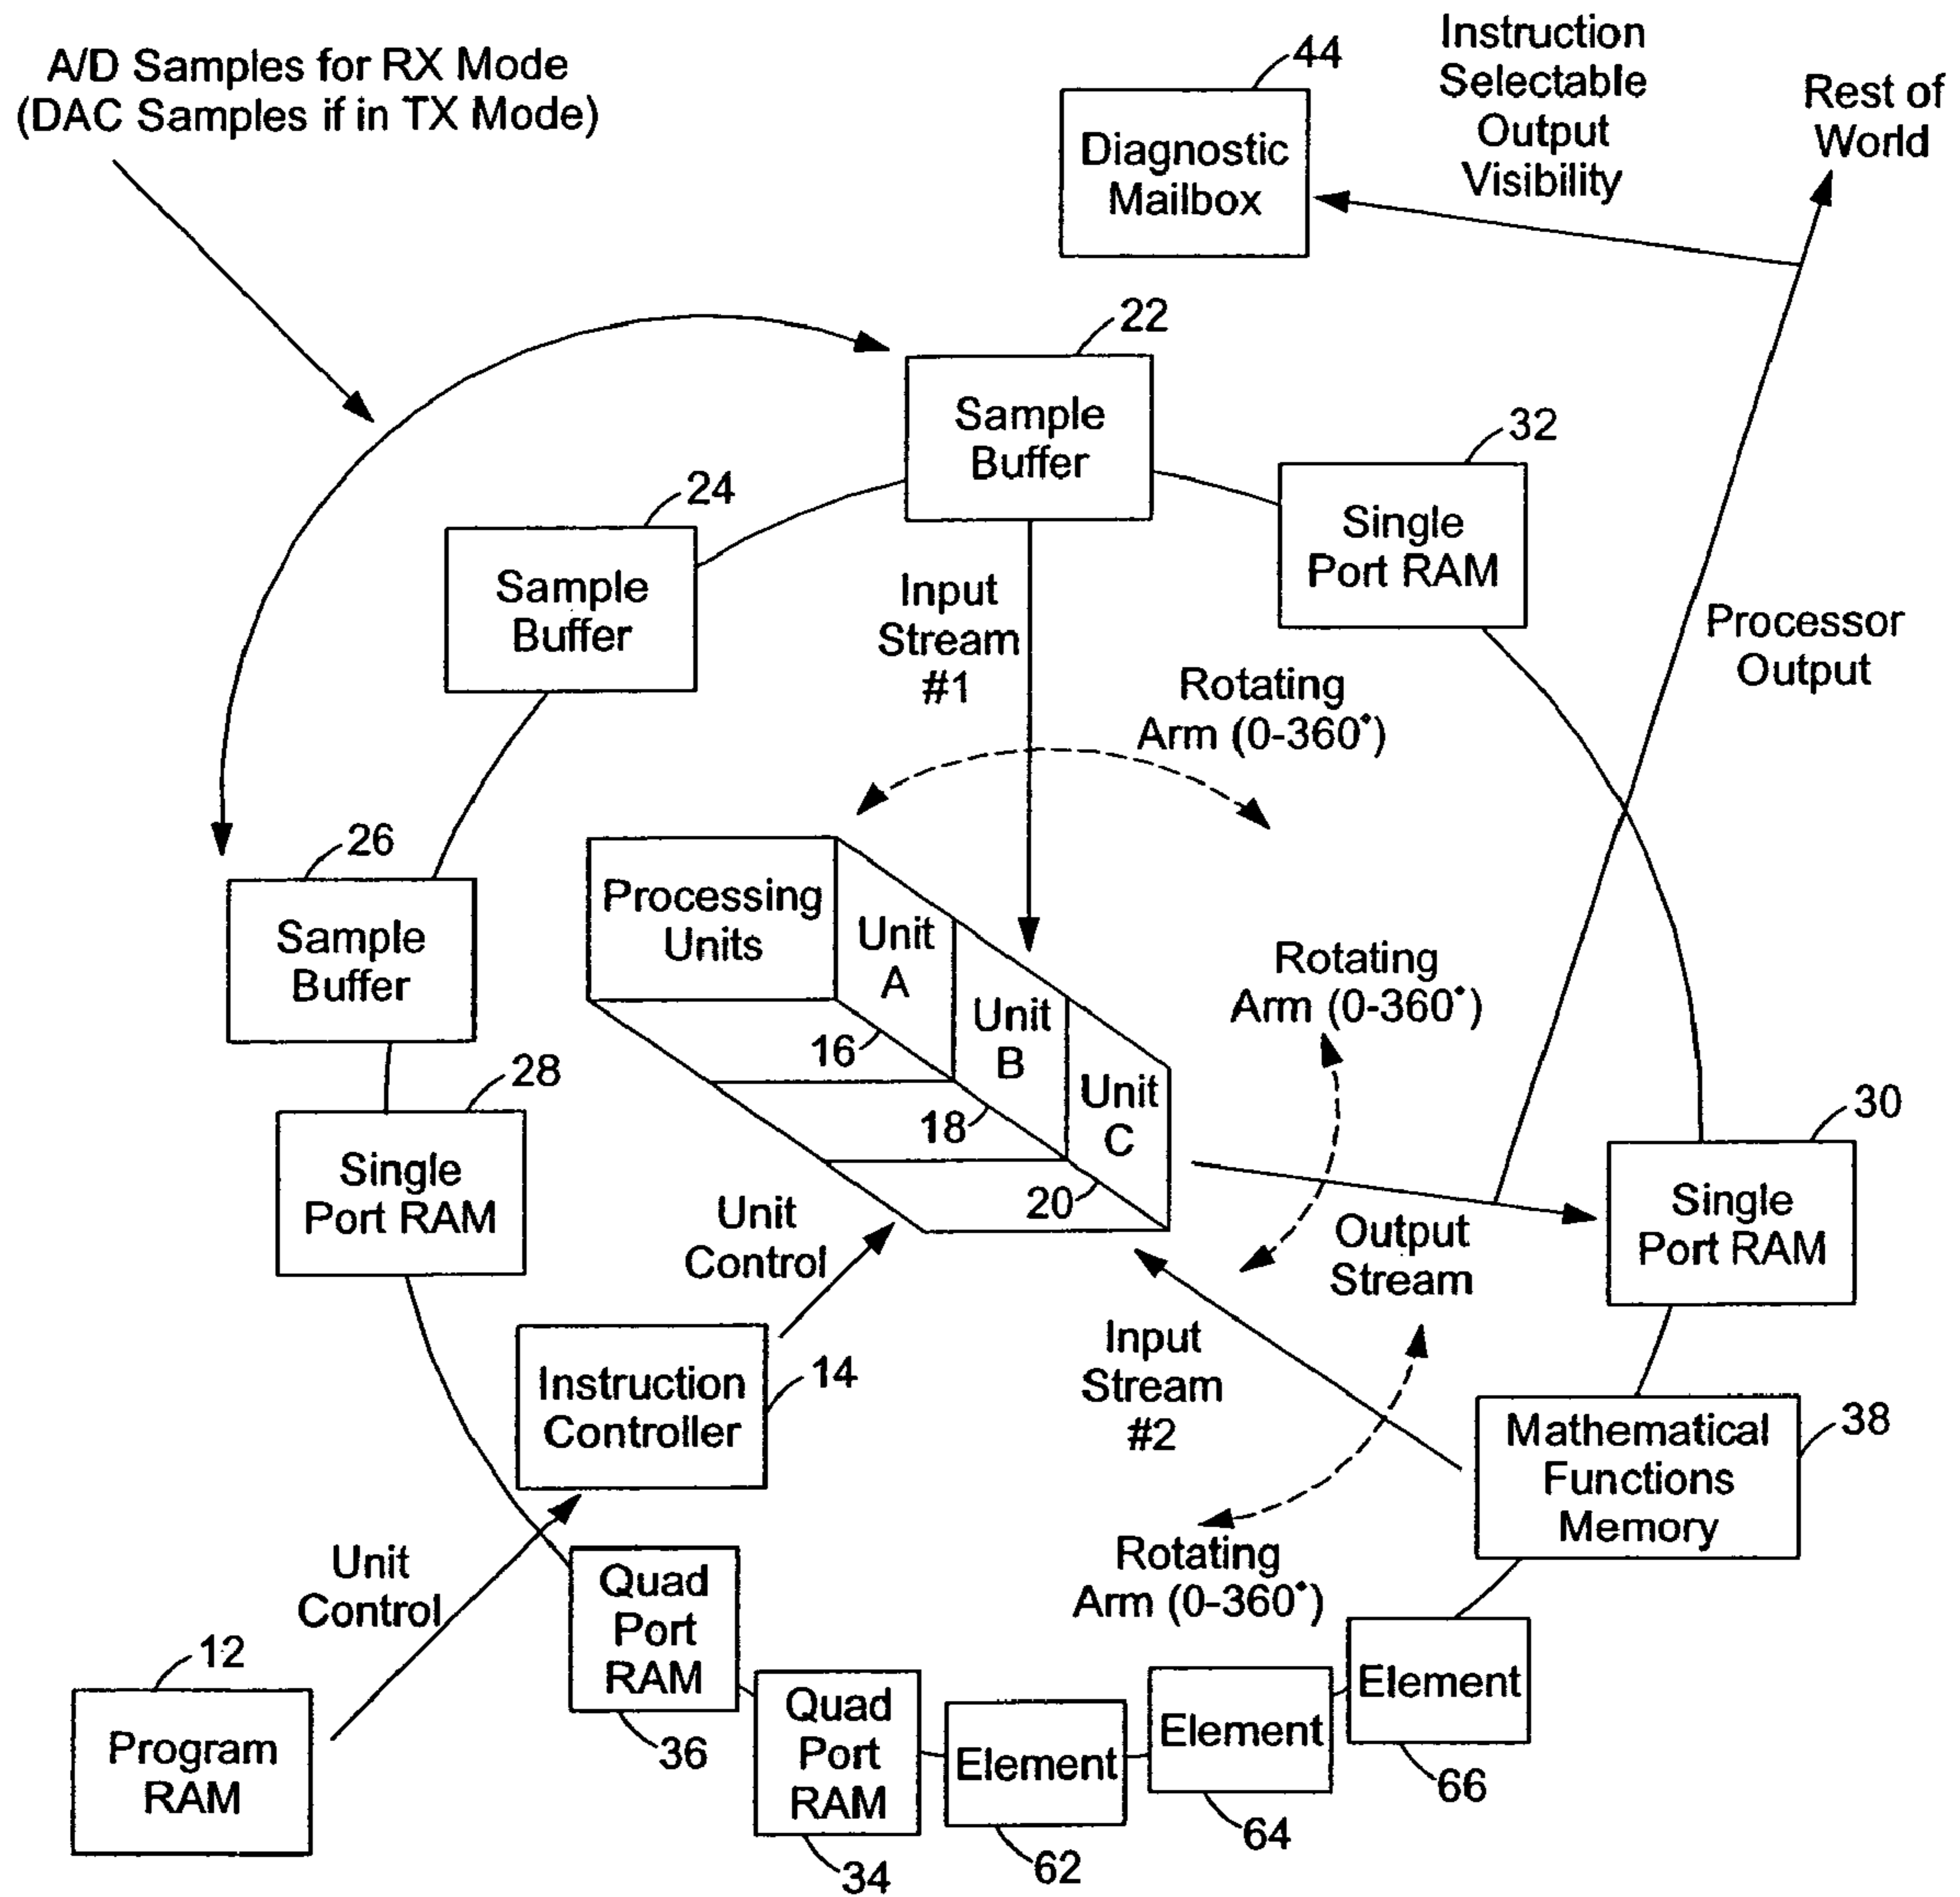 A/D Samples for RX Mode
(DAC Samples if in TX Mode)
44
Diagnostic
Mailbox
Instruction
Selectable
Output
Visibility
Rest of
World
22
Sample
Buffer
32
Single
Port RAM
24
Sample
Buffer
Input
Stream
#1
Processor
Output
Rotating
Arm (0-360°)
26
Sample
Buffer
Processing
Units
Unit
A
Unit
B
Unit
C
16
18
20
Rotating
Arm (0-360°)
28
Single
Port RAM
30
Single
Port RAM
Unit
Control
Output
Stream
Instruction
Controller
14
Input
Stream
#2
Mathematical
Functions
Memory
38
Rotating
Arm (0-360°)
Unit
Control
12
Program
RAM
Quad
Port
RAM
36
Quad
Port
RAM
34
Element
62
Element
64
Element
66